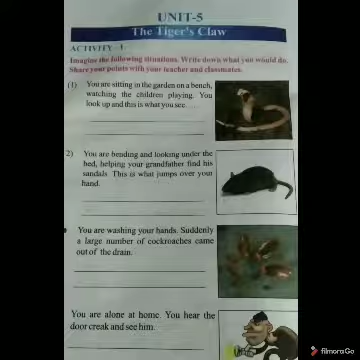 UNIT-5
The Tiger's Claw
ACTIVITY - 1
Imagine the following situations. Write down what you would do.
Share your points with your teacher and classmates.
(1) You are sitting in the garden on a bench,
watching the children playing. You
look up and this is what you see.
2) You are bending and looking under the
bed, helping your grandfather find his
sandals. This is what jumps over your
hand.
You are washing your hands. Suddenly
a large number of cockroaches came
out of the drain.
You are alone at home. You hear the
door creak and see him.
filmoraGo